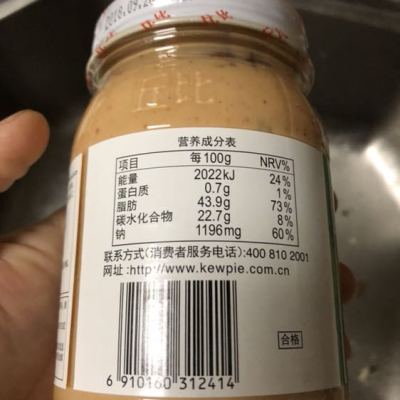 营养成分表
项目 每100g NRV%
能量 2022kJ 24%
蛋白质 0.7g 1%
脂肪 43.9g 73%
碳水化合物 22.7g 8%
钠 1196mg 60%
联系方式(消费者服务电话):400 810 2001
网址:http://www.kewpie.com.cn
合格
6 910160 312414